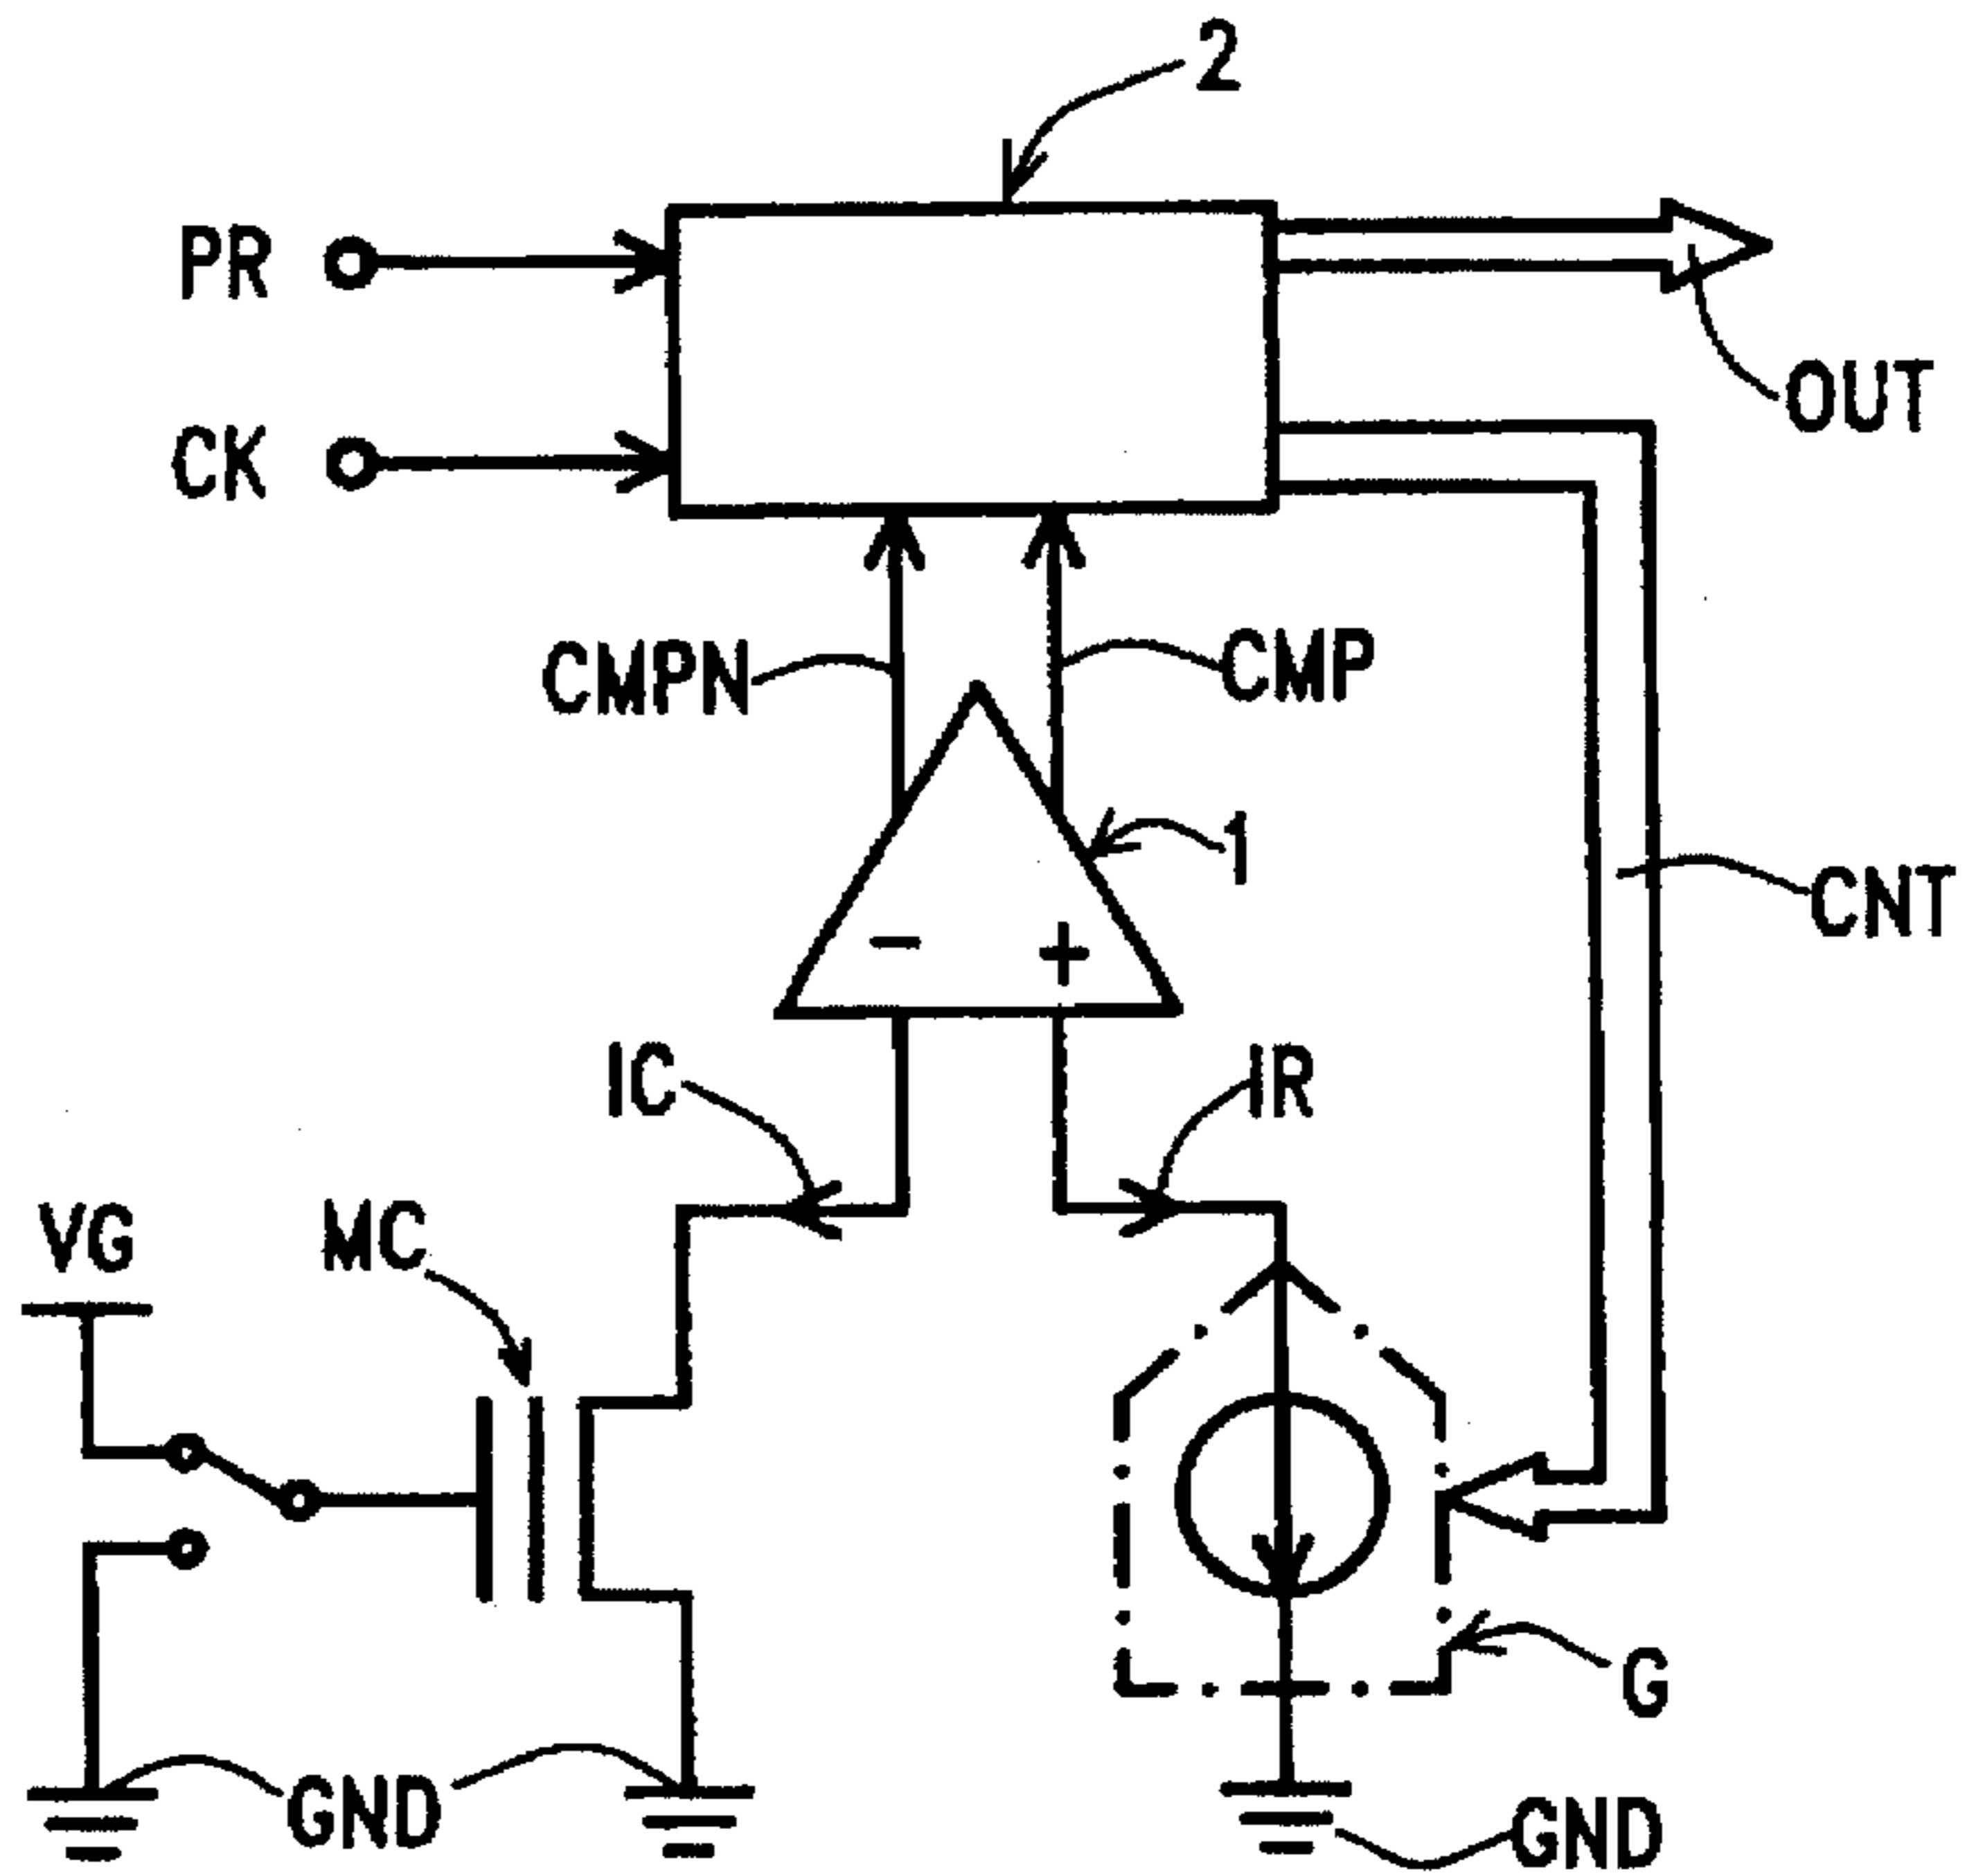 2
PR
OUT
CK
CMPN
CMP
1
CNT
−
+
IC
IR
VG
MC
G
GND
GND